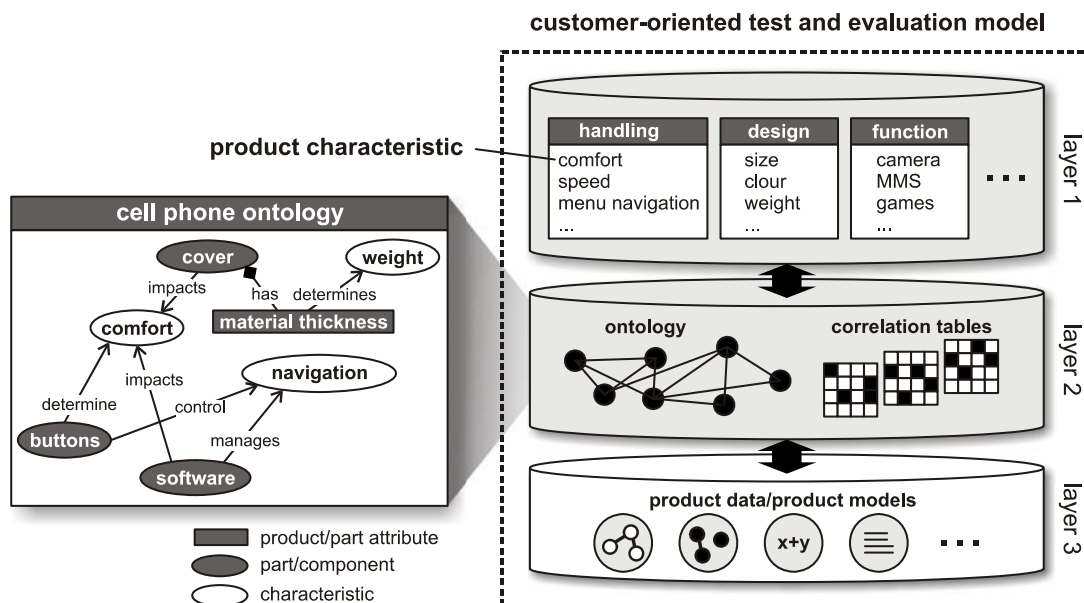 customer-oriented test and evaluation model
product characteristic
handling
comfort
speed
menu navigation
...
design
size
clour
weight
...
function
camera
MMS
games
...
layer 1
cell phone ontology
cover
weight
impacts
has
determines
material thickness
comfort
impacts
navigation
determine
control
buttons
manages
software
product/part attribute
part/component
characteristic
ontology
correlation tables
layer 2
product data/product models
x+y
layer 3